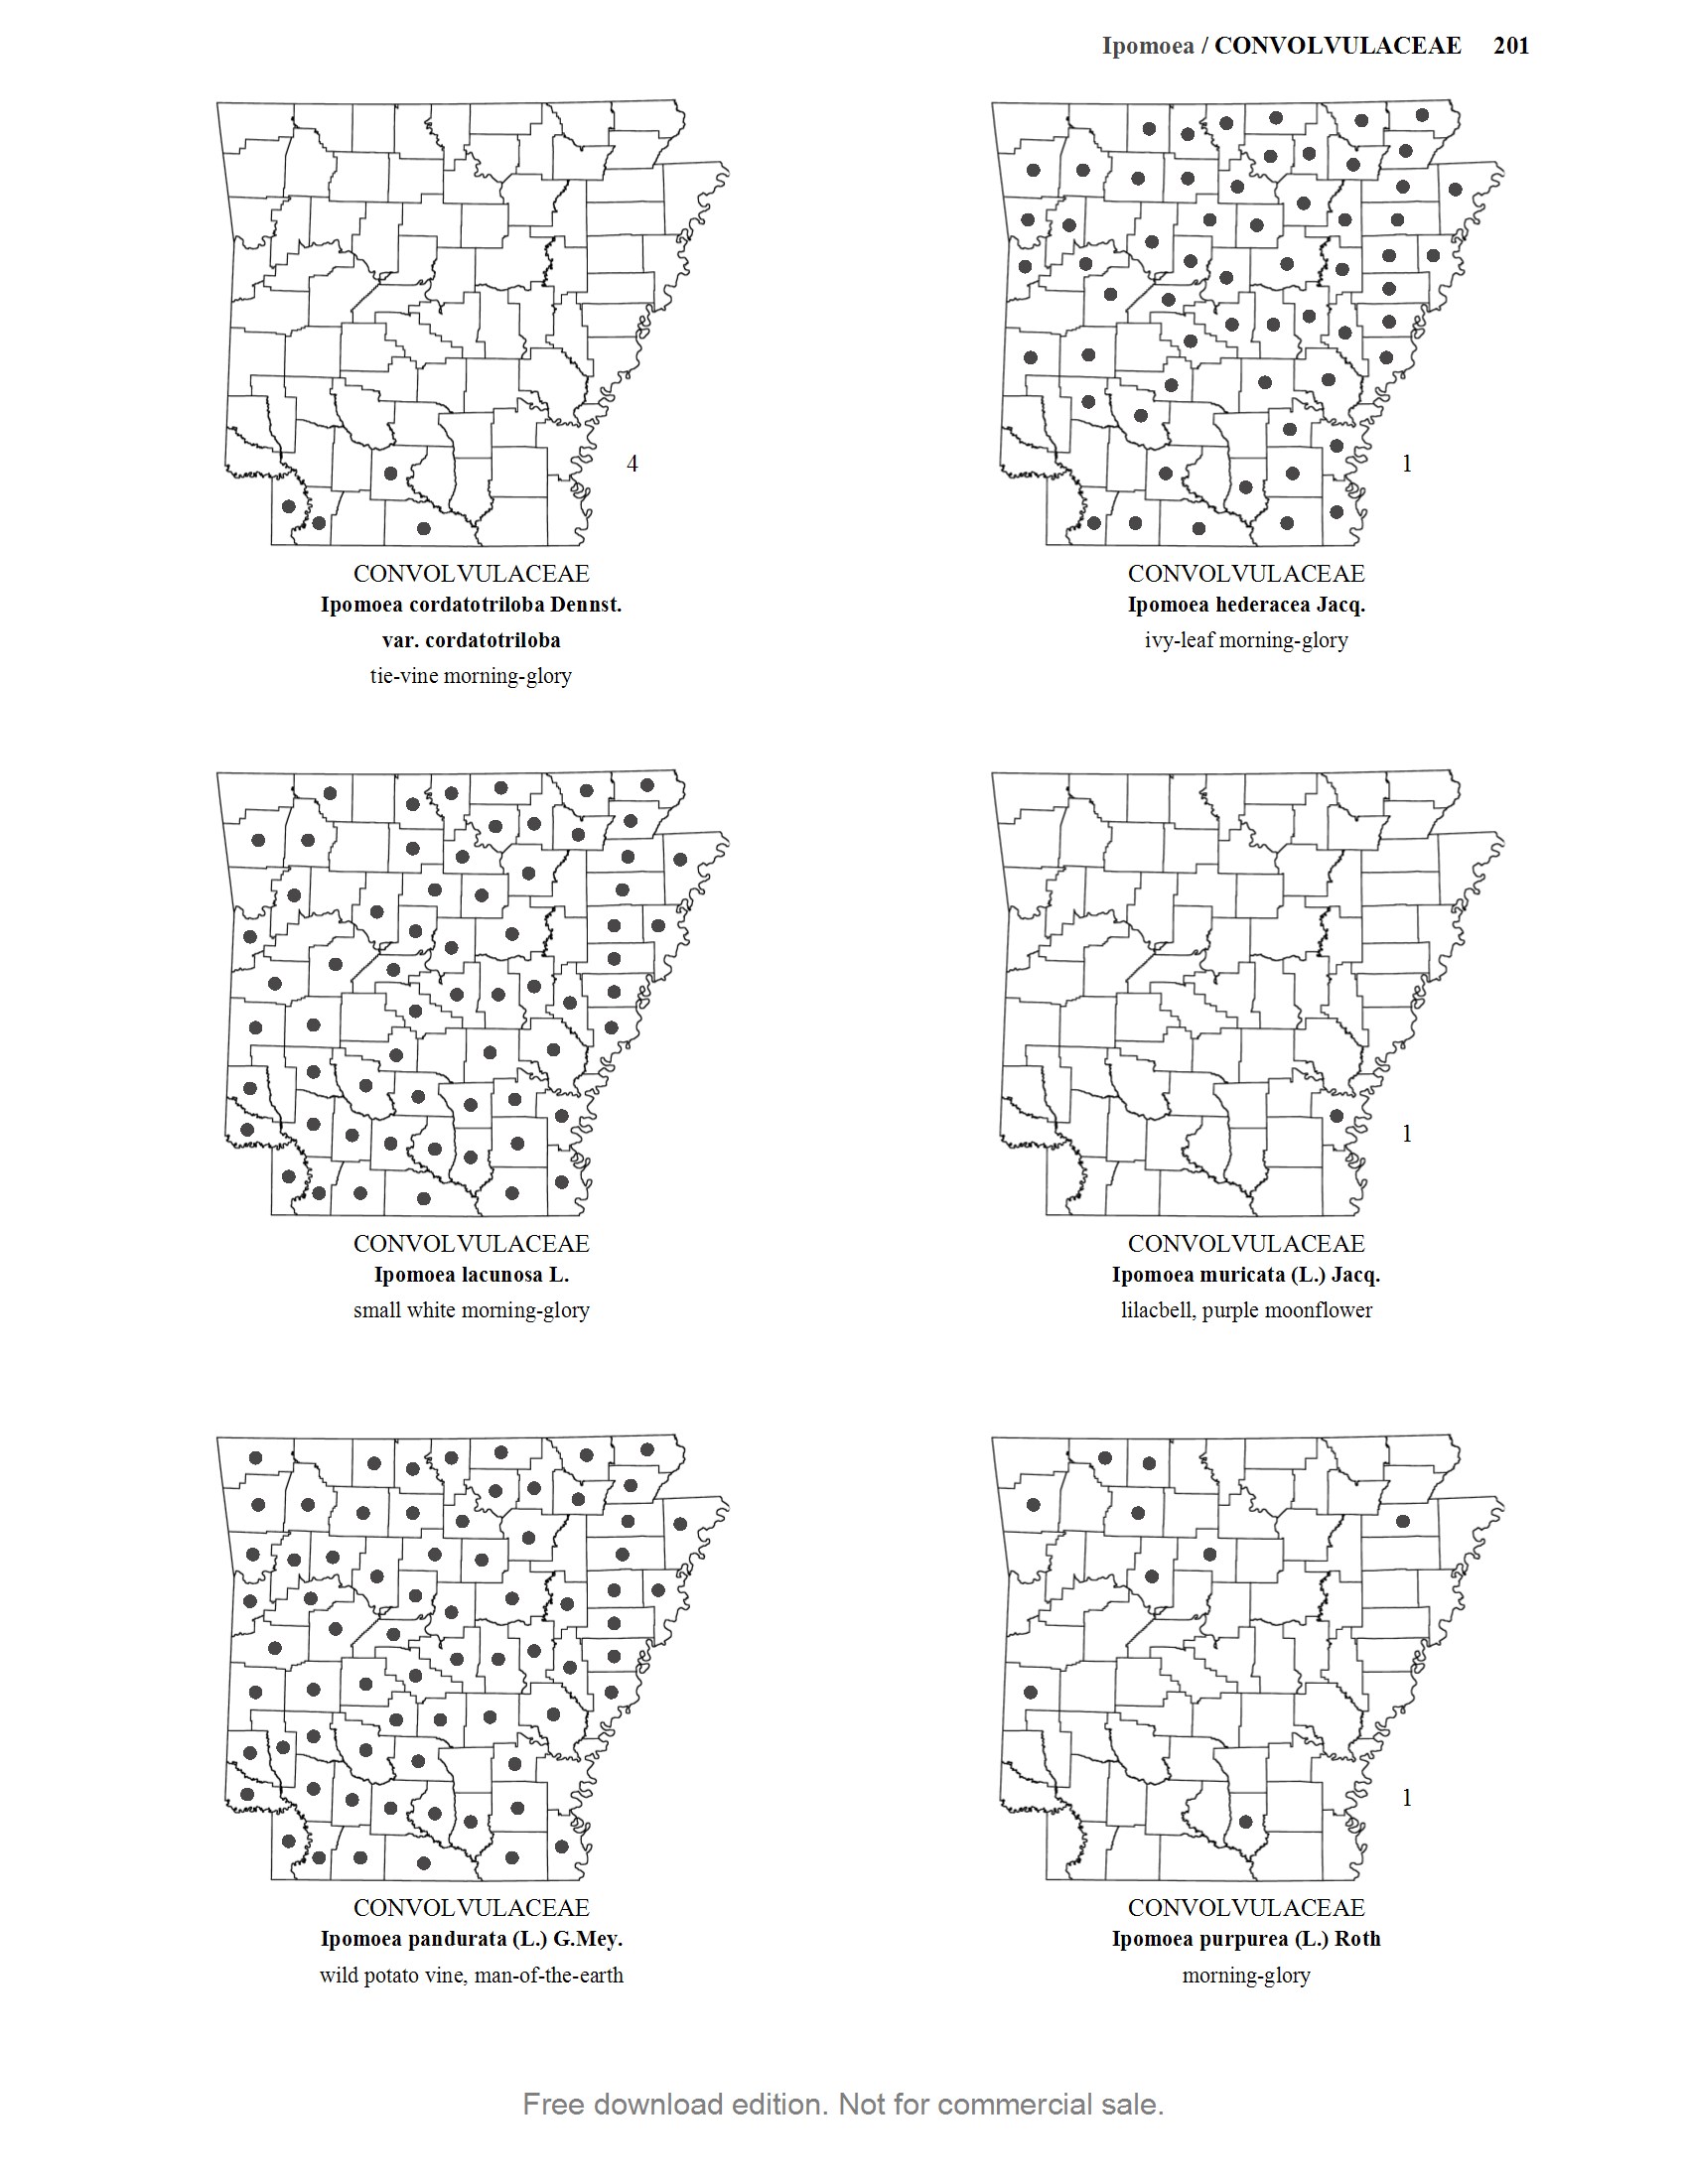 Ipomoea / CONVOLVULACEAE 201
4
CONVOLVULACEAE
Ipomoea cordatotriloba Dennst.
var. cordatotriloba
tie-vine morning-glory
1
CONVOLVULACEAE
Ipomoea hederacea Jacq.
ivy-leaf morning-glory
CONVOLVULACEAE
Ipomoea lacunosa L.
small white morning-glory
1
CONVOLVULACEAE
Ipomoea muricata (L.) Jacq.
lilacbell, purple moonflower
CONVOLVULACEAE
Ipomoea pandurata (L.) G.Mey.
wild potato vine, man-of-the-earth
1
CONVOLVULACEAE
Ipomoea purpurea (L.) Roth
morning-glory
Free download edition. Not for commercial sale.